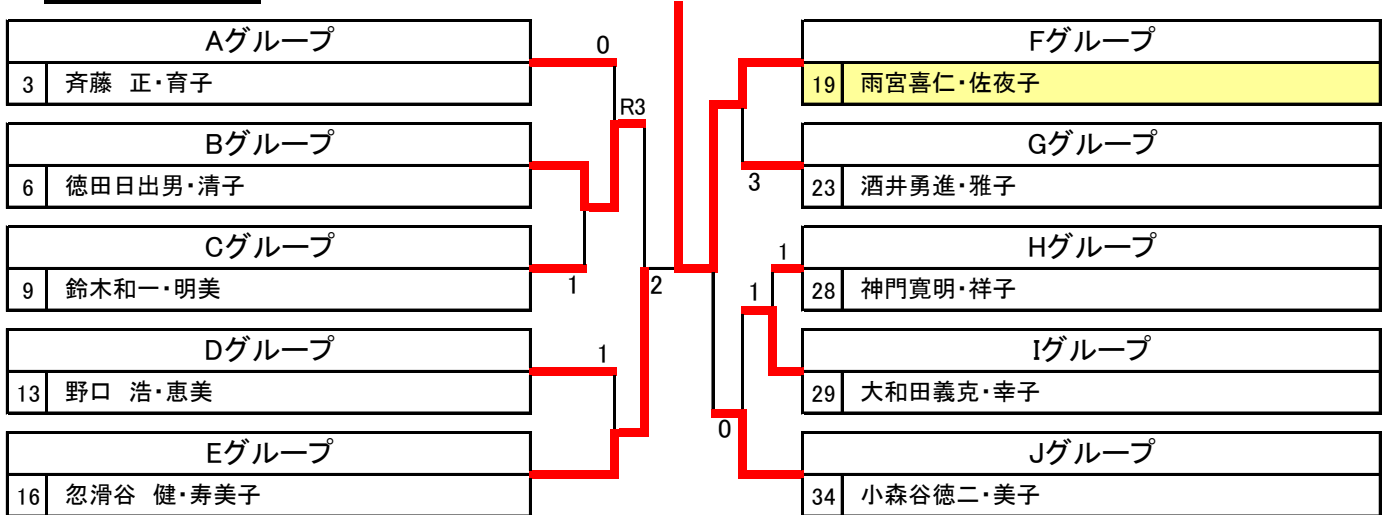 Aグループ
3 斉藤　正・育子
Bグループ
6 徳田日出男・清子
Cグループ
9 鈴木和一・明美
Dグループ
13 野口　浩・恵美
Eグループ
16 忽滑谷　健・寿美子
0
R3
1
1
2
Fグループ
19 雨宮喜仁・佐夜子
Gグループ
23 酒井勇進・雅子
Hグループ
28 神門寛明・祥子
Iグループ
29 大和田義克・幸子
Jグループ
34 小森谷徳二・美子
3
1
1
0